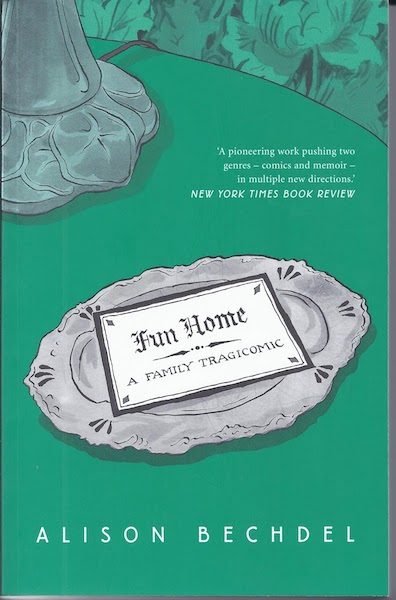 'A pioneering work pushing two
genres – comics and memoir –
in multiple new directions.'
NEW YORK TIMES BOOK REVIEW
Fun Home
A FAMILY TRAGICOMIC
ALISON BECHDEL